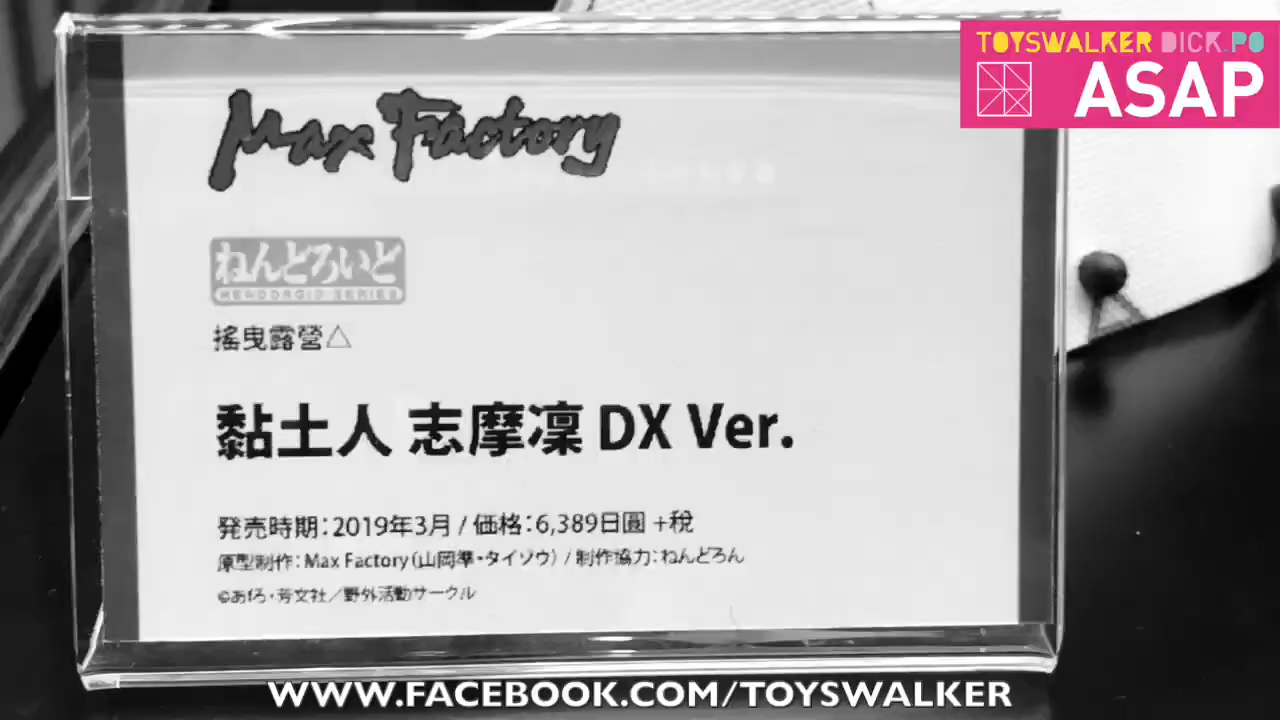 TOYSWALKER DICK.PO
ASAP
Max Factory
ねんどろいど
NENDOROID SERIES
搖曳露營△
黏土人 志摩凜 DX Ver.
発売時期：2019年3月 / 価格：6,389日圓 +稅
原型制作：Max Factory（山岡準・タイゾウ） / 制作協力：ねんどろん
©あfろ・芳文社／野外活動サークル
WWW.FACEBOOK.COM/TOYSWALKER